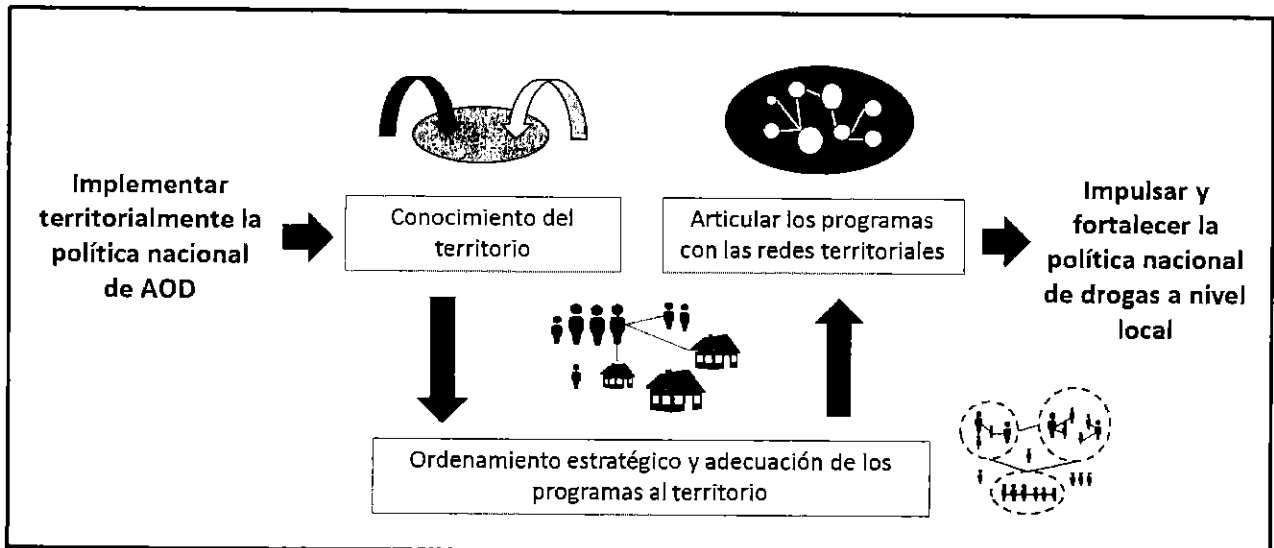 Implementar
territorialmente la
política nacional
de AOD
Conocimiento del
territorio
Ordenamiento estratégico y adecuación de los
programas al territorio
Articular los programas
con las redes territoriales
Impulsar y
fortalecer la
política nacional
de drogas a nivel
local